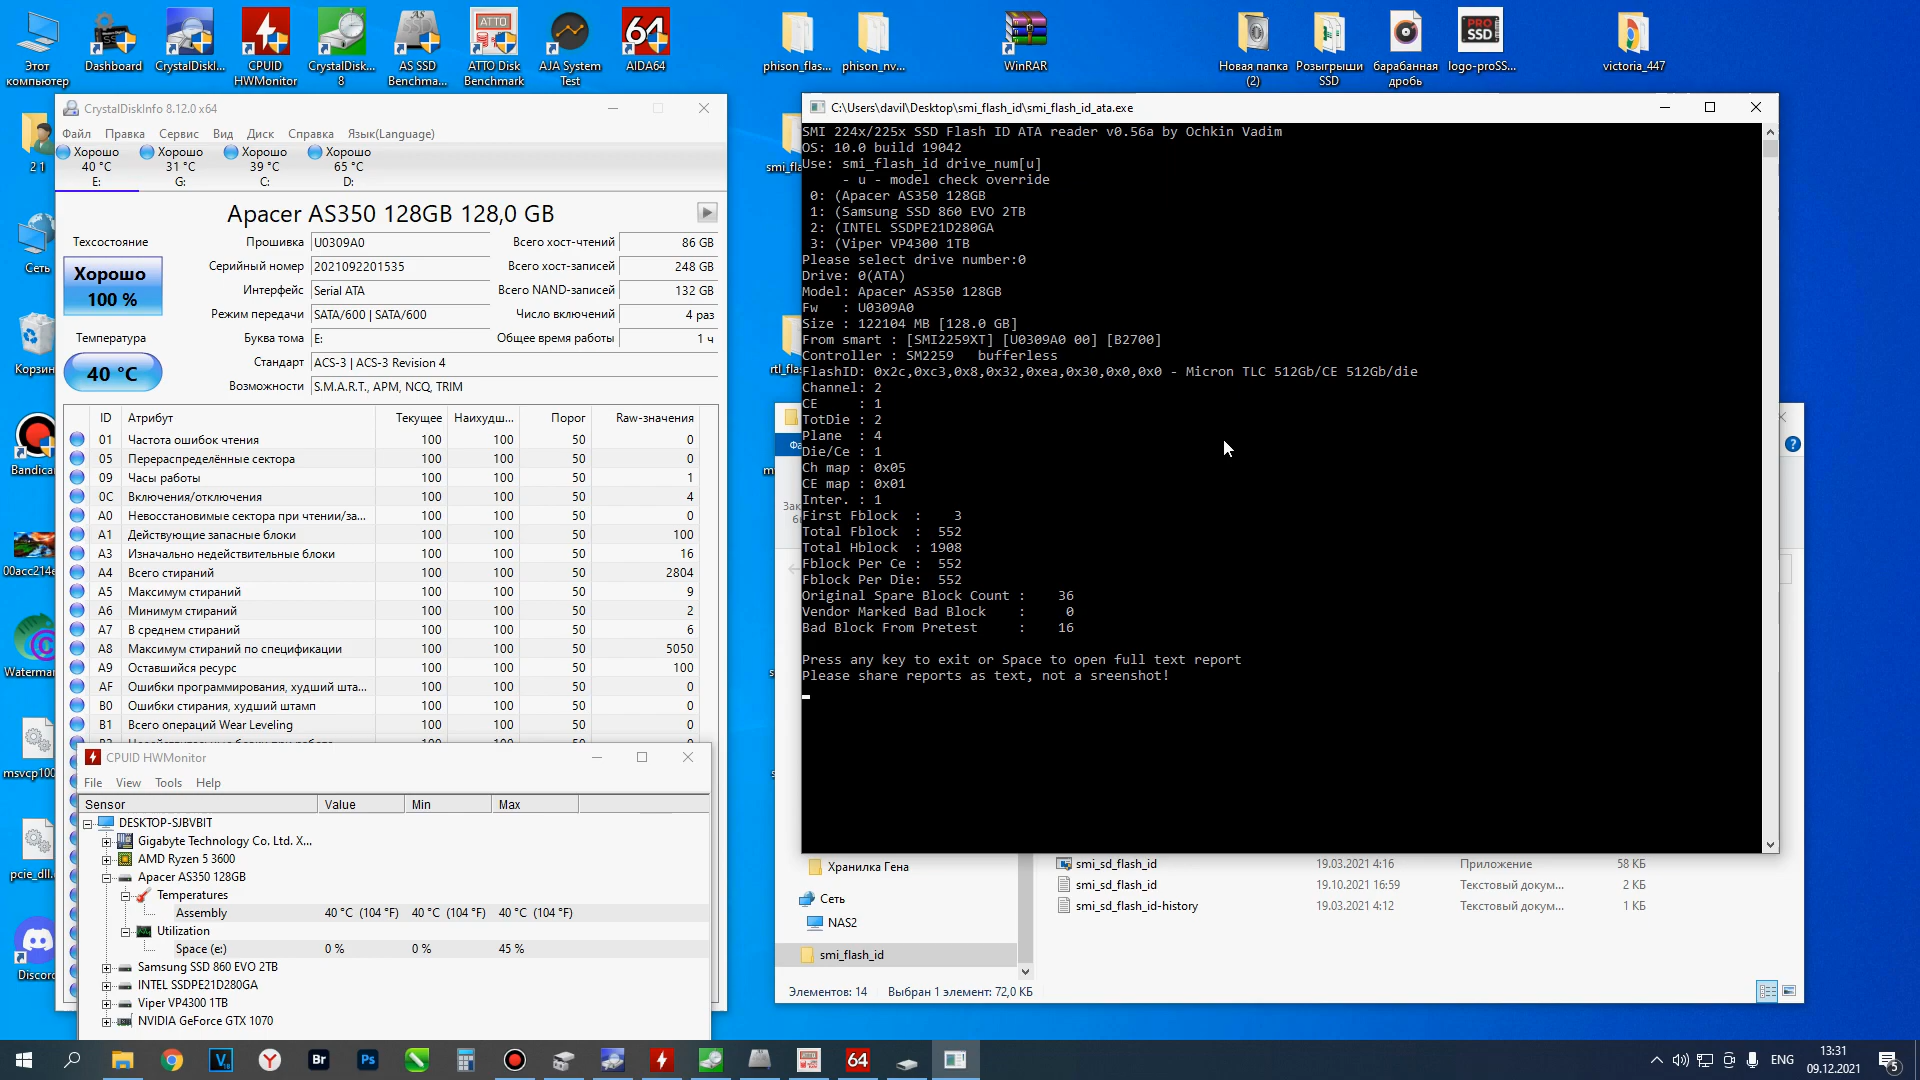 Этот компьютер
Dashboard
CrystalDiskI...
CPUID HWMonitor
CrystalDisk... 8
AS SSD Benchma...
ATTO Disk Benchmark
AJA System Test
AIDA64
phison_flas...
phison_nv...
WinRAR
Новая папка (2)
Розыгрыши SSD
барабанная дробь
logo-proSS...
victoria_447
2 1
Сеть
Корзин
Bandica
00acc214e
Waterman
msvcp100
pcie_dll.
Discord
CrystalDiskInfo 8.12.0 x64
Файл Правка Сервис Вид Диск Справка Язык(Language)
Хорошо Хорошо Хорошо Хорошо
40 °C 31 °C 39 °C 65 °C
E: G: C: D:
Apacer AS350 128GB 128,0 GB
Техсостояние
Хорошо
100 %
Температура
40 °C
Прошивка U0309A0 Всего хост-чтений 86 GB
Серийный номер 2021092201535 Всего хост-записей 248 GB
Интерфейс Serial ATA Всего NAND-записей 132 GB
Режим передачи SATA/600 | SATA/600 Число включений 4 раз
Буква тома E: Общее время работы 1 ч
Стандарт ACS-3 | ACS-3 Revision 4
Возможности S.M.A.R.T., APM, NCQ, TRIM
ID Атрибут Текущее Наихудш... Порог Raw-значения
01 Частота ошибок чтения 100 100 50 0
05 Перераспределённые сектора 100 100 50 0
09 Часы работы 100 100 50 1
0C Включения/отключения 100 100 50 4
A0 Невосстановимые сектора при чтении/за... 100 100 50 0
A1 Действующие запасные блоки 100 100 50 100
A3 Изначально недействительные блоки 100 100 50 16
A4 Всего стираний 100 100 50 2804
A5 Максимум стираний 100 100 50 9
A6 Минимум стираний 100 100 50 2
A7 В среднем стираний 100 100 50 6
A8 Максимум стираний по спецификации 100 100 50 5050
A9 Оставшийся ресурс 100 100 50 100
AF Ошибки программирования, худший шта... 100 100 50 0
B0 Ошибки стирания, худший штамп 100 100 50 0
B1 Всего операций Wear Leveling 100 100 50 0
CPUID HWMonitor
File View Tools Help
Sensor Value Min Max
DESKTOP-SJBVBIT
Gigabyte Technology Co. Ltd. X...
AMD Ryzen 5 3600
Apacer AS350 128GB
Temperatures
Assembly 40 °C (104 °F) 40 °C (104 °F) 40 °C (104 °F)
Utilization
Space (e:) 0 % 0 % 45 %
Samsung SSD 860 EVO 2TB
INTEL SSDPE21D280GA
Viper VP4300 1TB
NVIDIA GeForce GTX 1070
C:\Users\davil\Desktop\smi_flash_id\smi_flash_id_ata.exe
SMI 224x/225x SSD Flash ID ATA reader v0.56a by Ochkin Vadim
OS: 10.0 build 19042
Use: smi_flash_id drive_num[u]
- u - model check override
0: (Apacer AS350 128GB
1: (Samsung SSD 860 EVO 2TB
2: (INTEL SSDPE21D280GA
3: (Viper VP4300 1TB
Please select drive number:0
Drive: 0(ATA)
Model: Apacer AS350 128GB
Fw : U0309A0
Size : 122104 MB [128.0 GB]
From smart : [SMI2259XT] [U0309A0 00] [B2700]
Controller : SM2259 bufferless
FlashID: 0x2c,0xc3,0x8,0x32,0xea,0x30,0x0,0x0 - Micron TLC 512Gb/CE 512Gb/die
Channel: 2
CE : 1
TotDie : 2
Plane : 4
Die/Ce : 1
Ch map : 0x05
CE map : 0x01
Inter. : 1
First Fblock : 3
Total Fblock : 552
Total Hblock : 1908
Fblock Per Ce : 552
Fblock Per Die: 552
Original Spare Block Count : 36
Vendor Marked Bad Block : 0
Bad Block From Pretest : 16
Press any key to exit or Space to open full text report
Please share reports as text, not a sreenshot!
Хранилка Гена
Сеть
NAS2
smi_flash_id
smi_sd_flash_id 19.03.2021 4:16 Приложение 58 КБ
smi_sd_flash_id 19.10.2021 16:59 Текстовый докум... 2 КБ
smi_sd_flash_id-history 19.03.2021 4:12 Текстовый докум... 1 КБ
Элементов: 14 Выбран 1 элемент: 72,0 КБ
Br Ps 64
ENG
13:31
09.12.2021
5